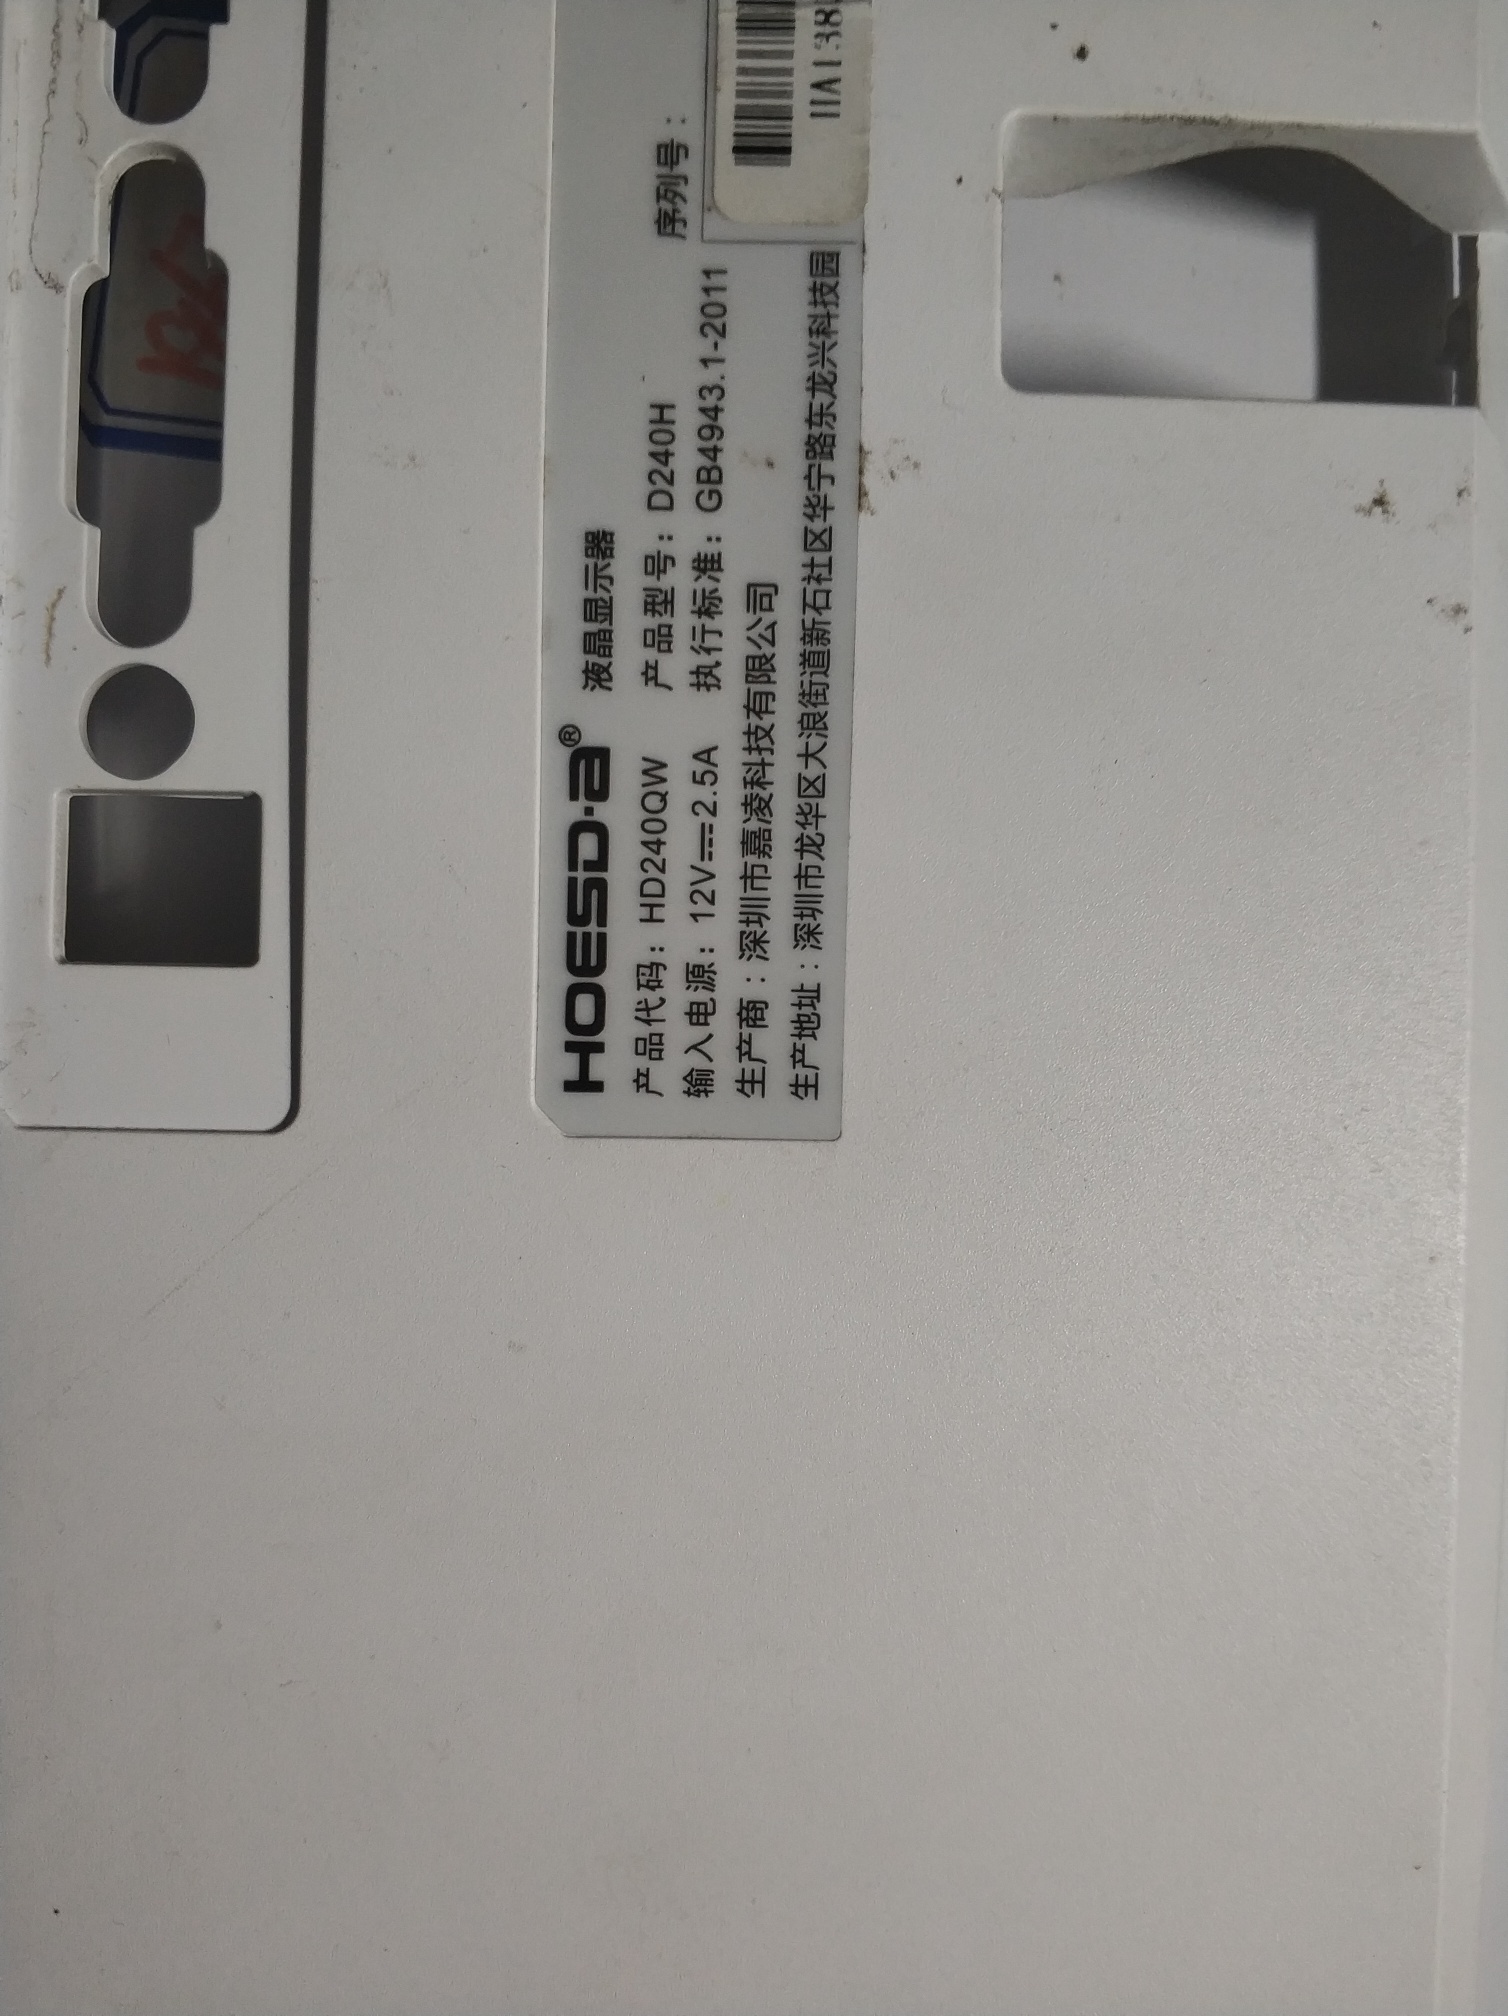 HOESD·a® 液晶显示器
产品代码：HD240QW 产品型号：D240H
输入电源：12V⎓2.5A 执行标准：GB4943.1-2011
生产商：深圳市嘉凌科技有限公司
生产地址：深圳市龙华区大浪街道新石社区华宁路东龙兴科技园
序列号：